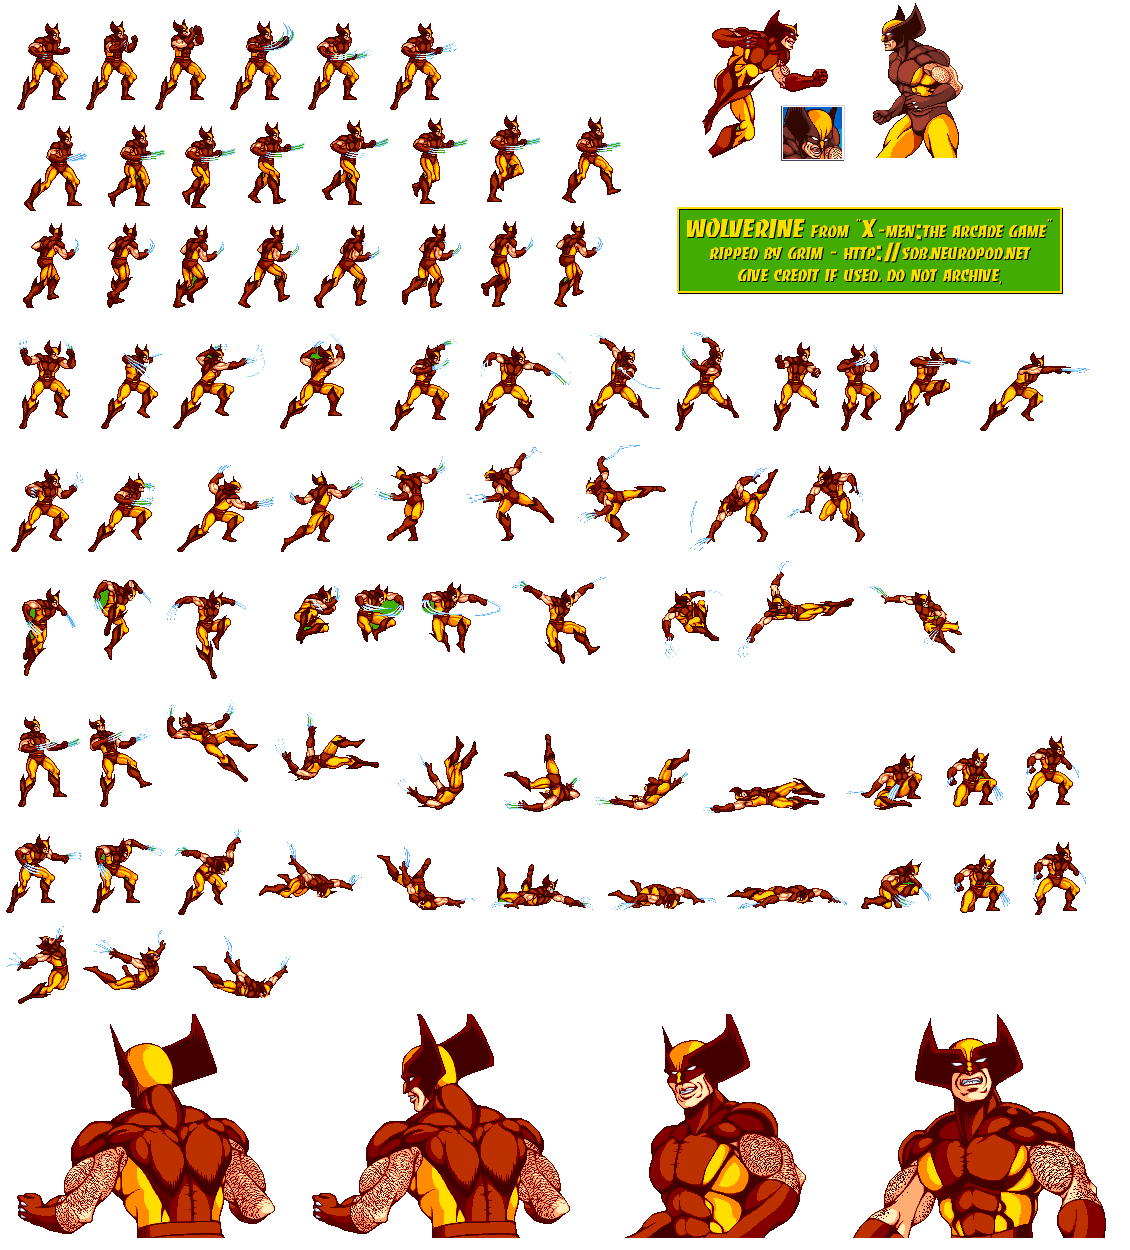 WOLVERINE FROM "X-MEN:THE ARCADE GAME"
RIPPED BY GRIM - HTTP://SDB.NEUROPOD.NET
GIVE CREDIT IF USED. DO NOT ARCHIVE.